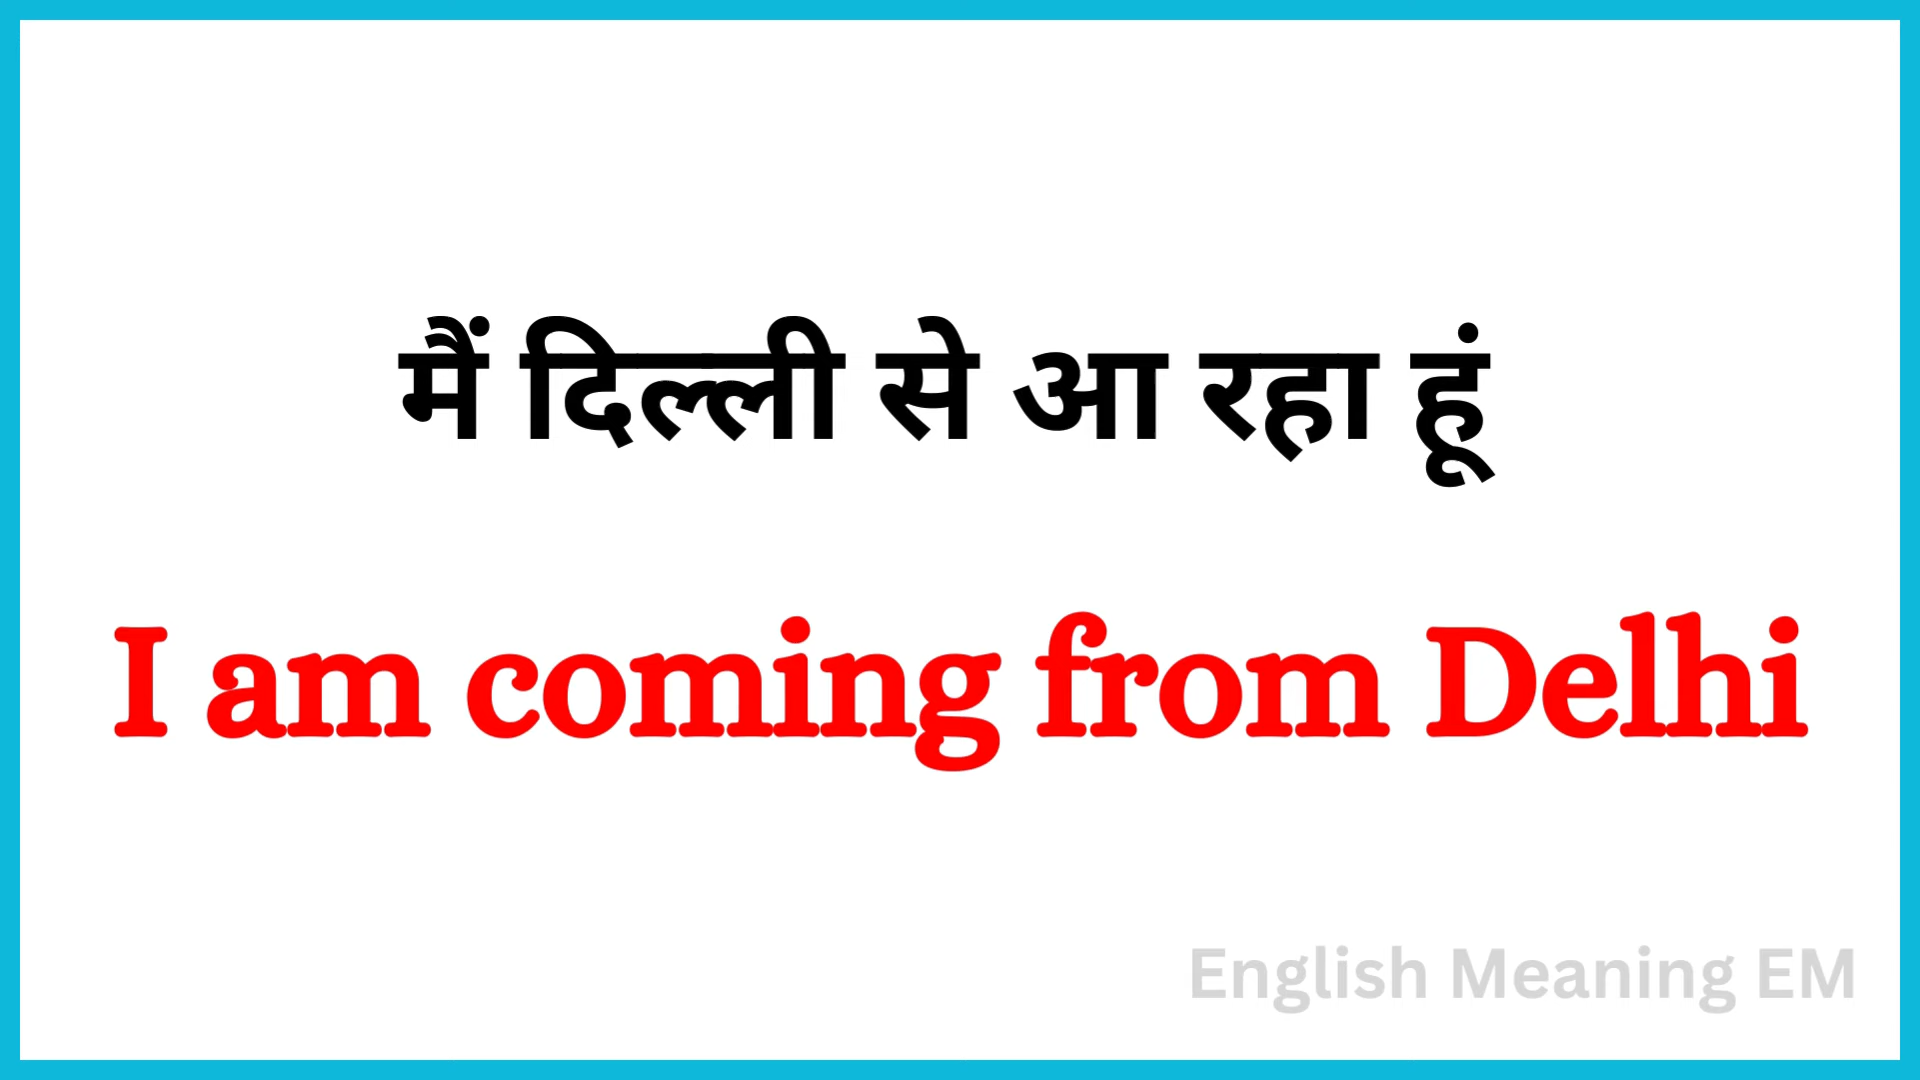 मैं दिल्ली से आ रहा हूं
I am coming from Delhi
English Meaning EM